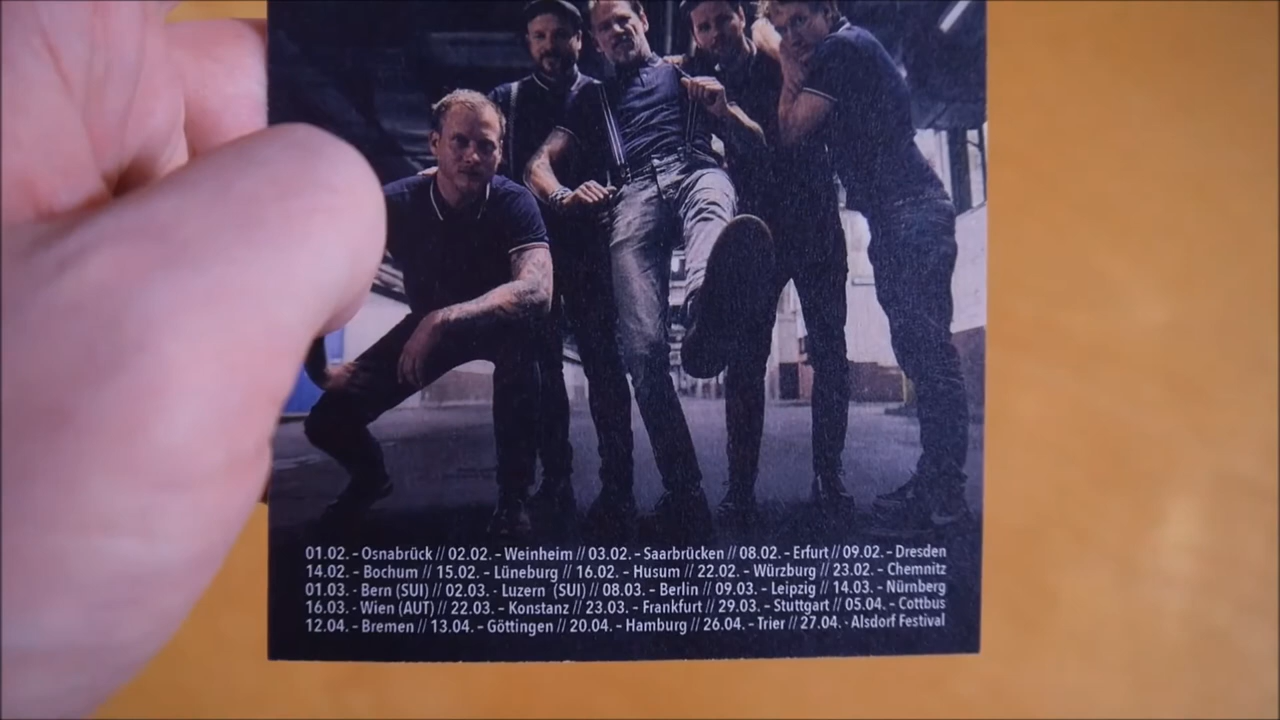 01.02. – Osnabrück // 02.02. – Weinheim // 03.02. – Saarbrücken // 08.02. – Erfurt // 09.02. – Dresden
14.02. – Bochum // 15.02. – Lüneburg // 16.02. – Husum // 22.02. – Würzburg // 23.02. – Chemnitz
01.03. – Bern (SUI) // 02.03. - Luzern (SUI) // 08.03. – Berlin // 09.03. – Leipzig // 14.03. – Nürnberg
16.03. – Wien (AUT) // 22.03. – Konstanz // 23.03. – Frankfurt // 29.03. – Stuttgart // 05.04. – Cottbus
12.04. – Bremen // 13.04. – Göttingen // 20.04. – Hamburg // 26.04. – Trier // 27.04. - Alsdorf Festival